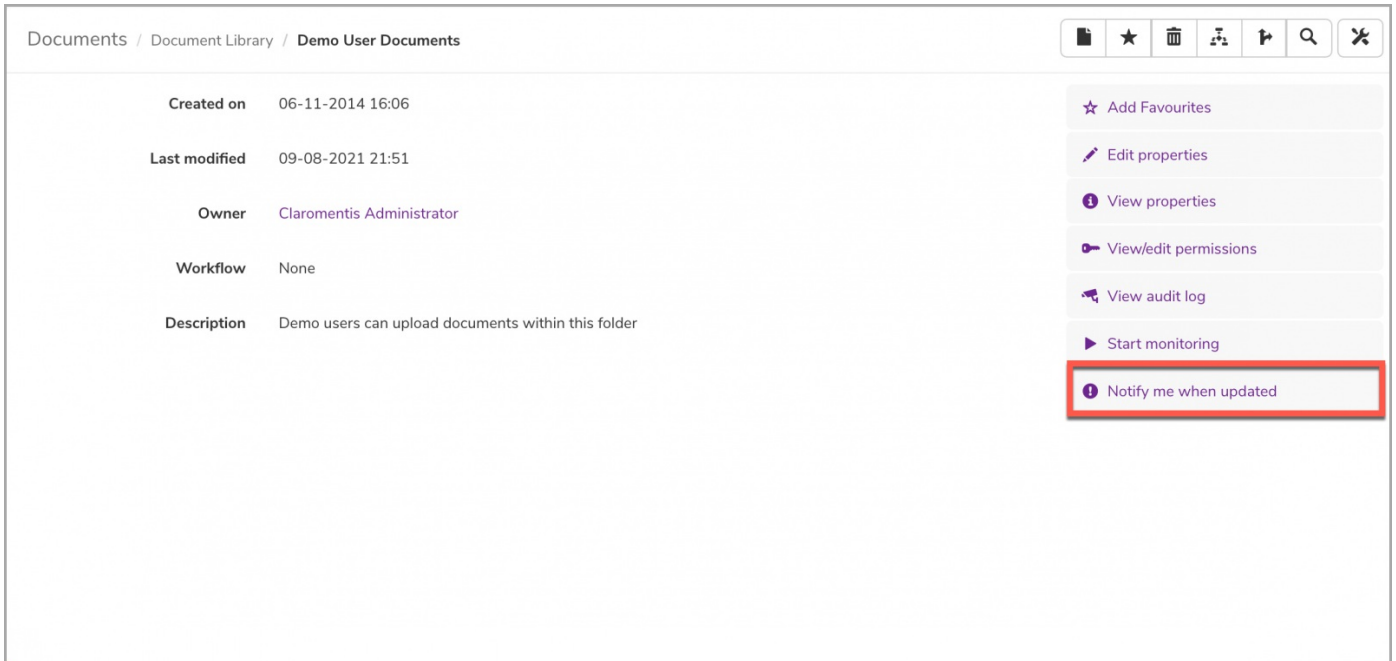 Documents / Document Library / Demo User Documents
Created on 06-11-2014 16:06
Last modified 09-08-2021 21:51
Owner Claromentis Administrator
Workflow None
Description Demo users can upload documents within this folder
Add Favourites
Edit properties
View properties
View/edit permissions
View audit log
Start monitoring
Notify me when updated